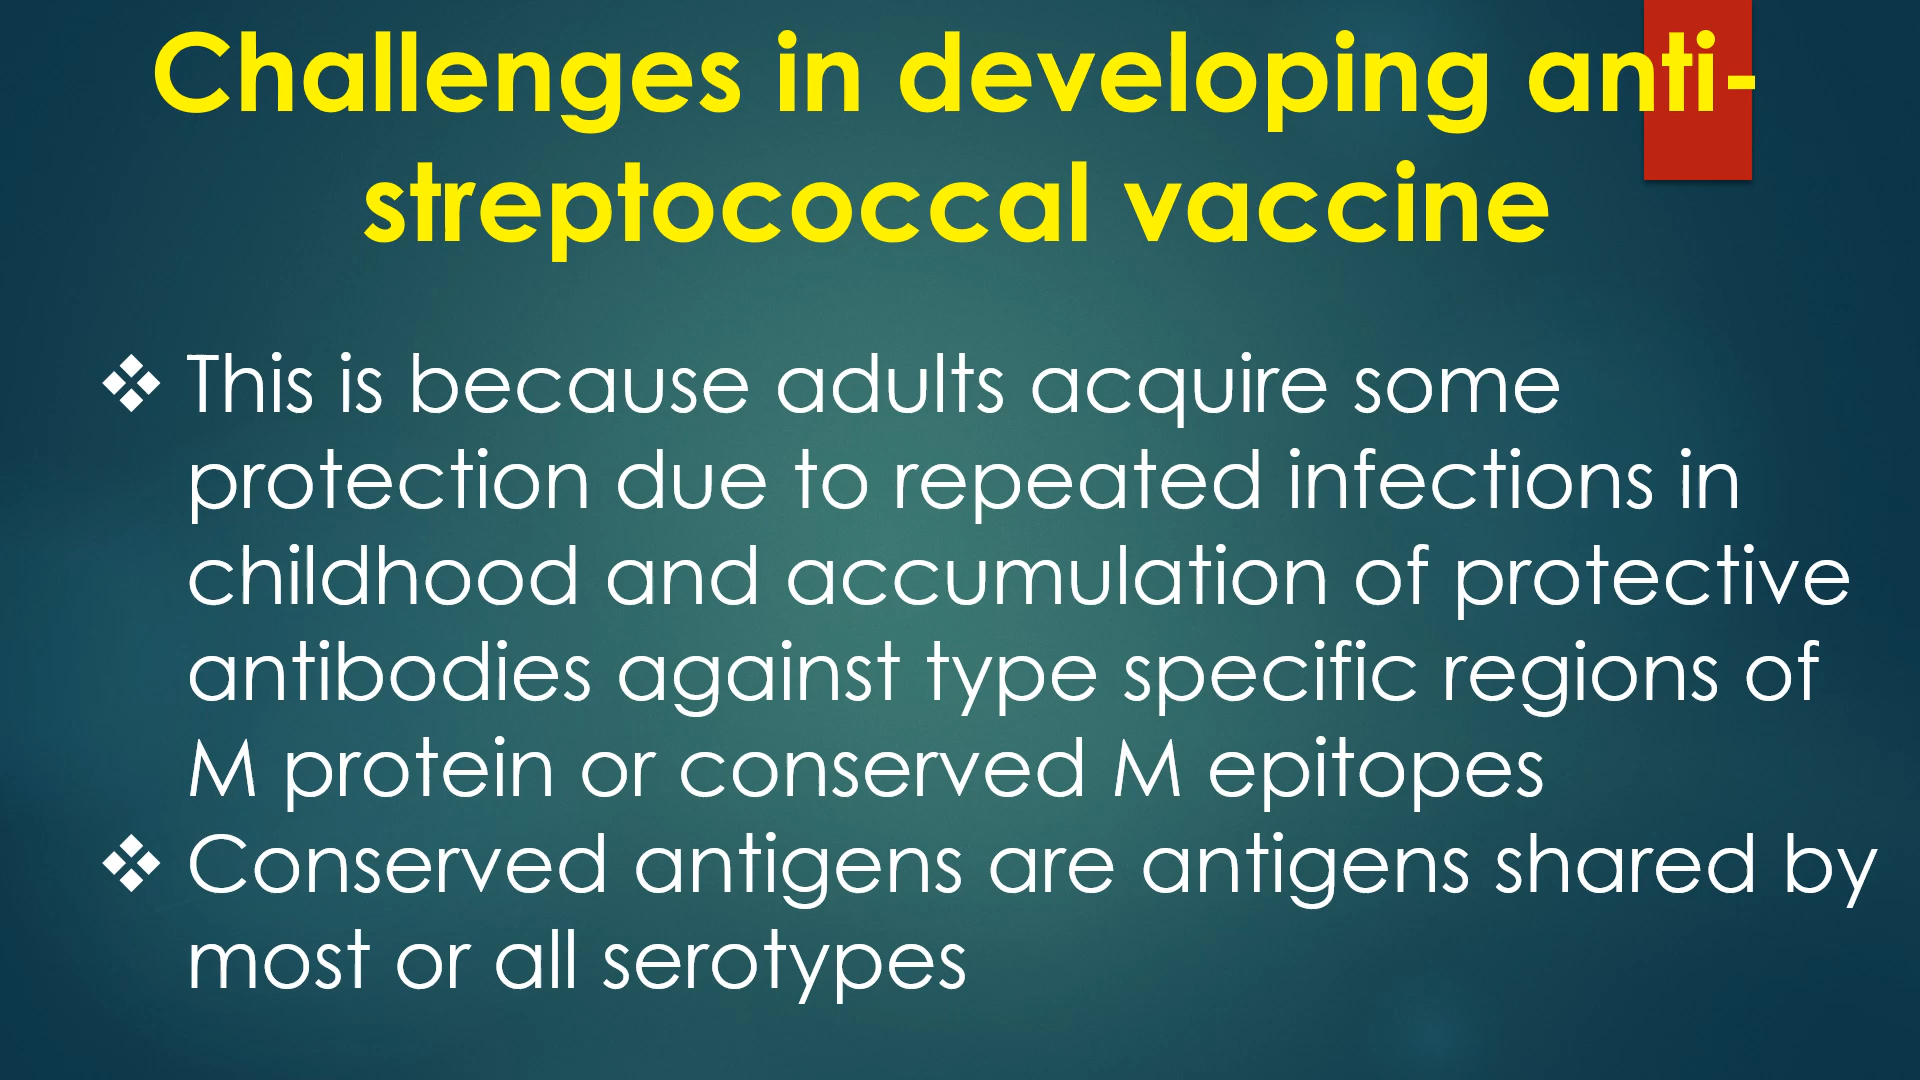 Challenges in developing anti-
streptococcal vaccine
❖ This is because adults acquire some
protection due to repeated infections in
childhood and accumulation of protective
antibodies against type specific regions of
M protein or conserved M epitopes
❖ Conserved antigens are antigens shared by
most or all serotypes